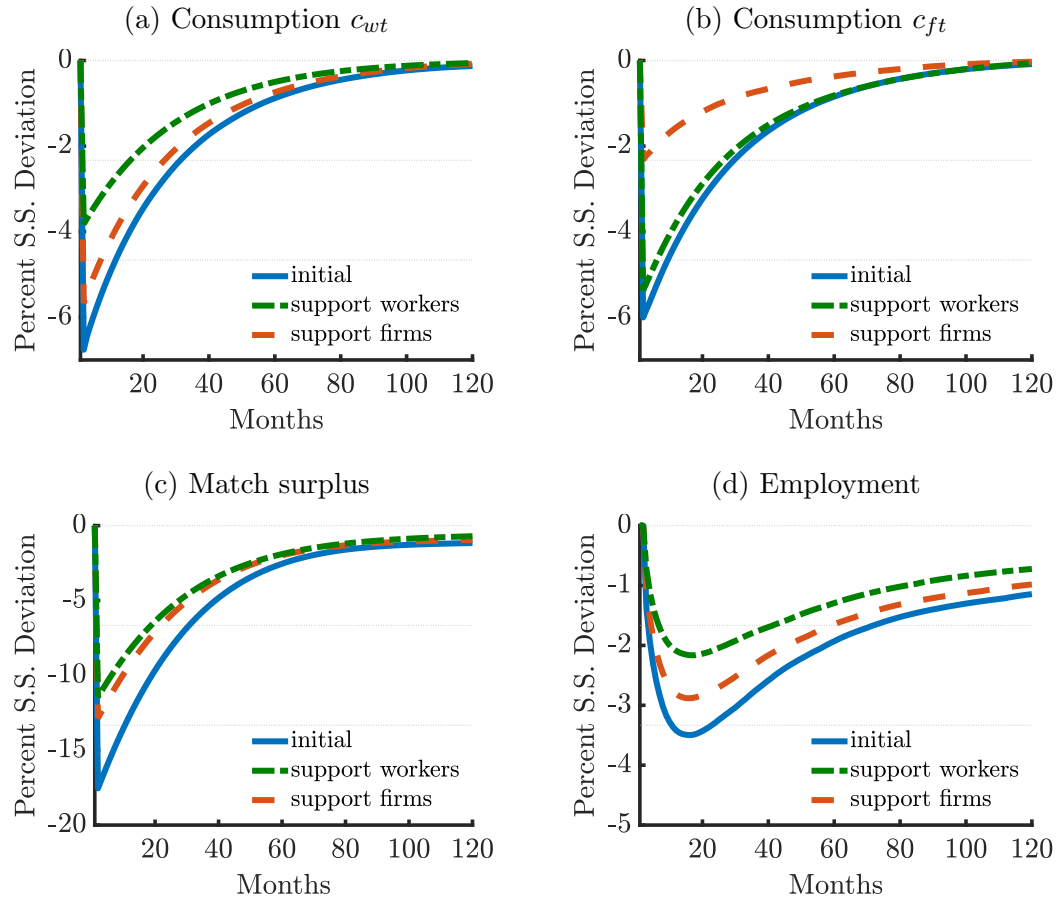 (a) Consumption c_{wt}
Percent S.S. Deviation
0
-2
-4
-6
initial
support workers
support firms
20 40 60 80 100 120
Months
(b) Consumption c_{ft}
Percent S.S. Deviation
0
-2
-4
-6
initial
support workers
support firms
20 40 60 80 100 120
Months
(c) Match surplus
Percent S.S. Deviation
0
-5
-10
-15
-20
initial
support workers
support firms
20 40 60 80 100 120
Months
(d) Employment
Percent S.S. Deviation
0
-1
-2
-3
-4
-5
initial
support workers
support firms
20 40 60 80 100 120
Months